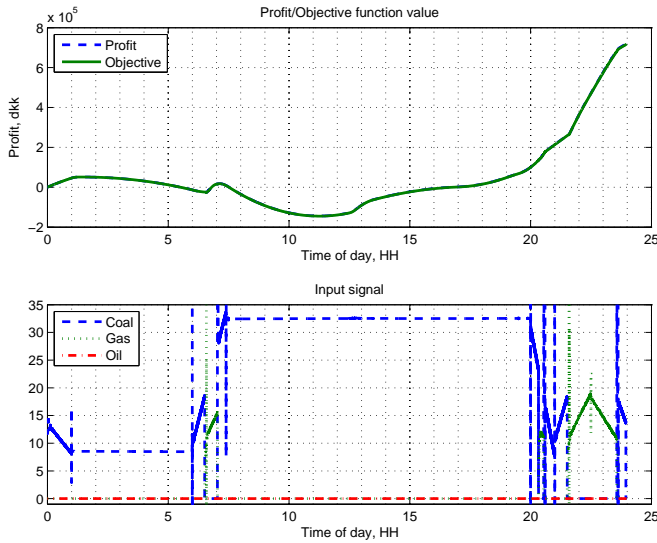 Profit/Objective function value
x 10^5
8
6
4
2
0
−2
Profit, dkk
Profit
Objective
0 5 10 15 20 25
Time of day, HH
Input signal
35
30
25
20
15
10
5
0
Coal
Gas
Oil
0 5 10 15 20 25
Time of day, HH